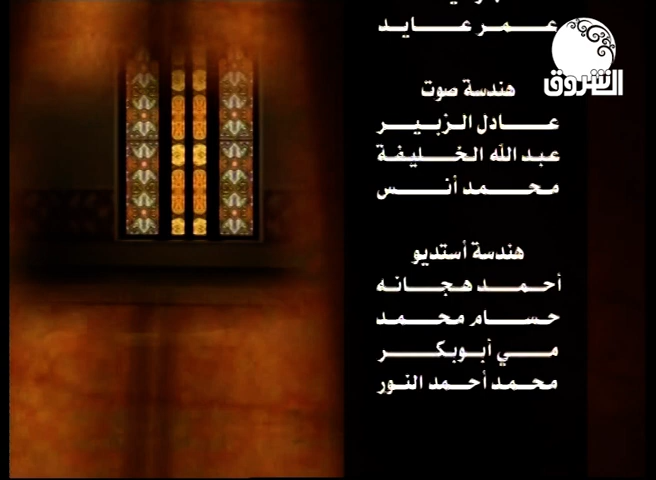 عمر عايد
الشروق
هندسة صوت
عادل الزبير
عبد الله الخليفة
محمد أنس
هندسة أستديو
أحمد هجانه
حسام محمد
مي أبوبكر
محمد أحمد النور